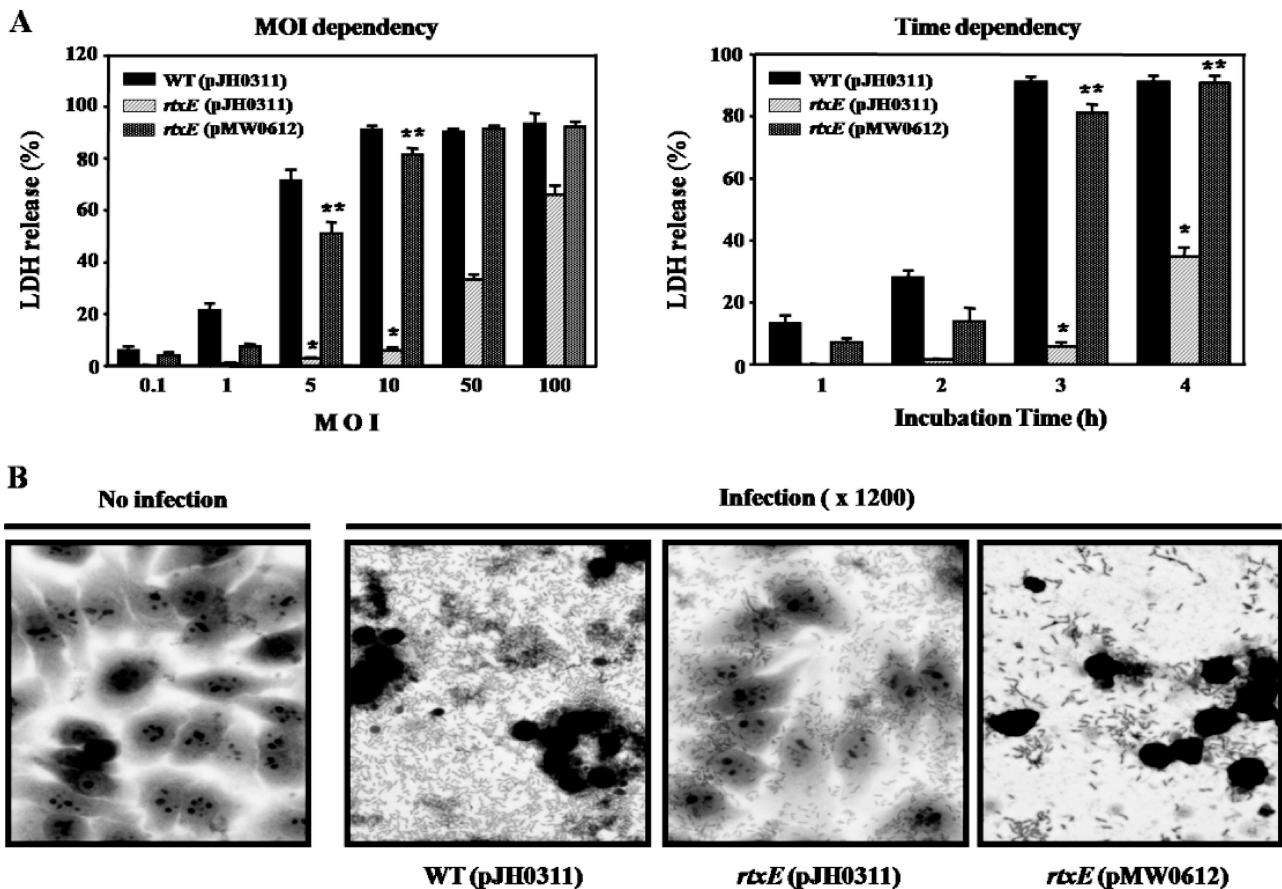 A
MOI dependency
120
100
80
60
40
20
0
LDH release (%)
WT (pJH0311)
rtxE (pJH0311)
rtxE (pMW0612)
*
**
*
**
0.1 1 5 10 50 100
M O I
Time dependency
100
80
60
40
20
0
LDH release (%)
WT (pJH0311)
rtxE (pJH0311)
rtxE (pMW0612)
*
**
*
**
1 2 3 4
Incubation Time (h)
B
No infection
Infection ( x 1200)
WT (pJH0311)
rtxE (pJH0311)
rtxE (pMW0612)